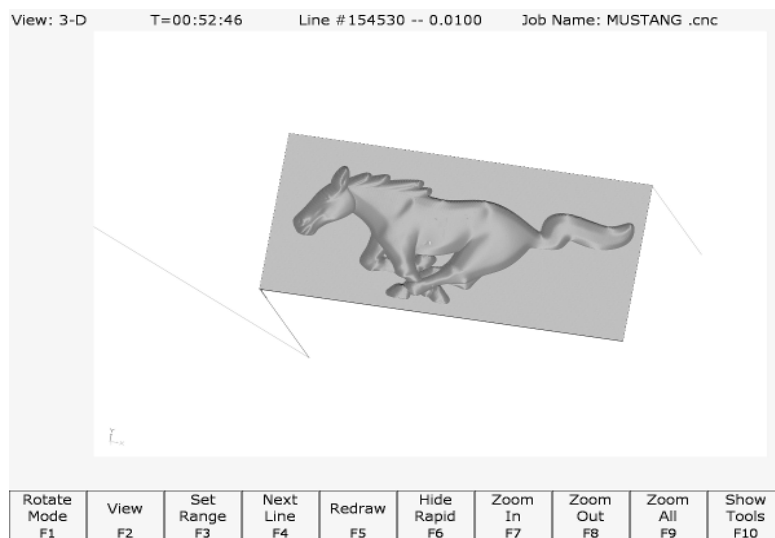 View: 3-D T=00:52:46 Line #154530 -- 0.0100 Job Name: MUSTANG .cnc
Y
X
Rotate Mode F1
View F2
Set Range F3
Next Line F4
Redraw F5
Hide Rapid F6
Zoom In F7
Zoom Out F8
Zoom All F9
Show Tools F10